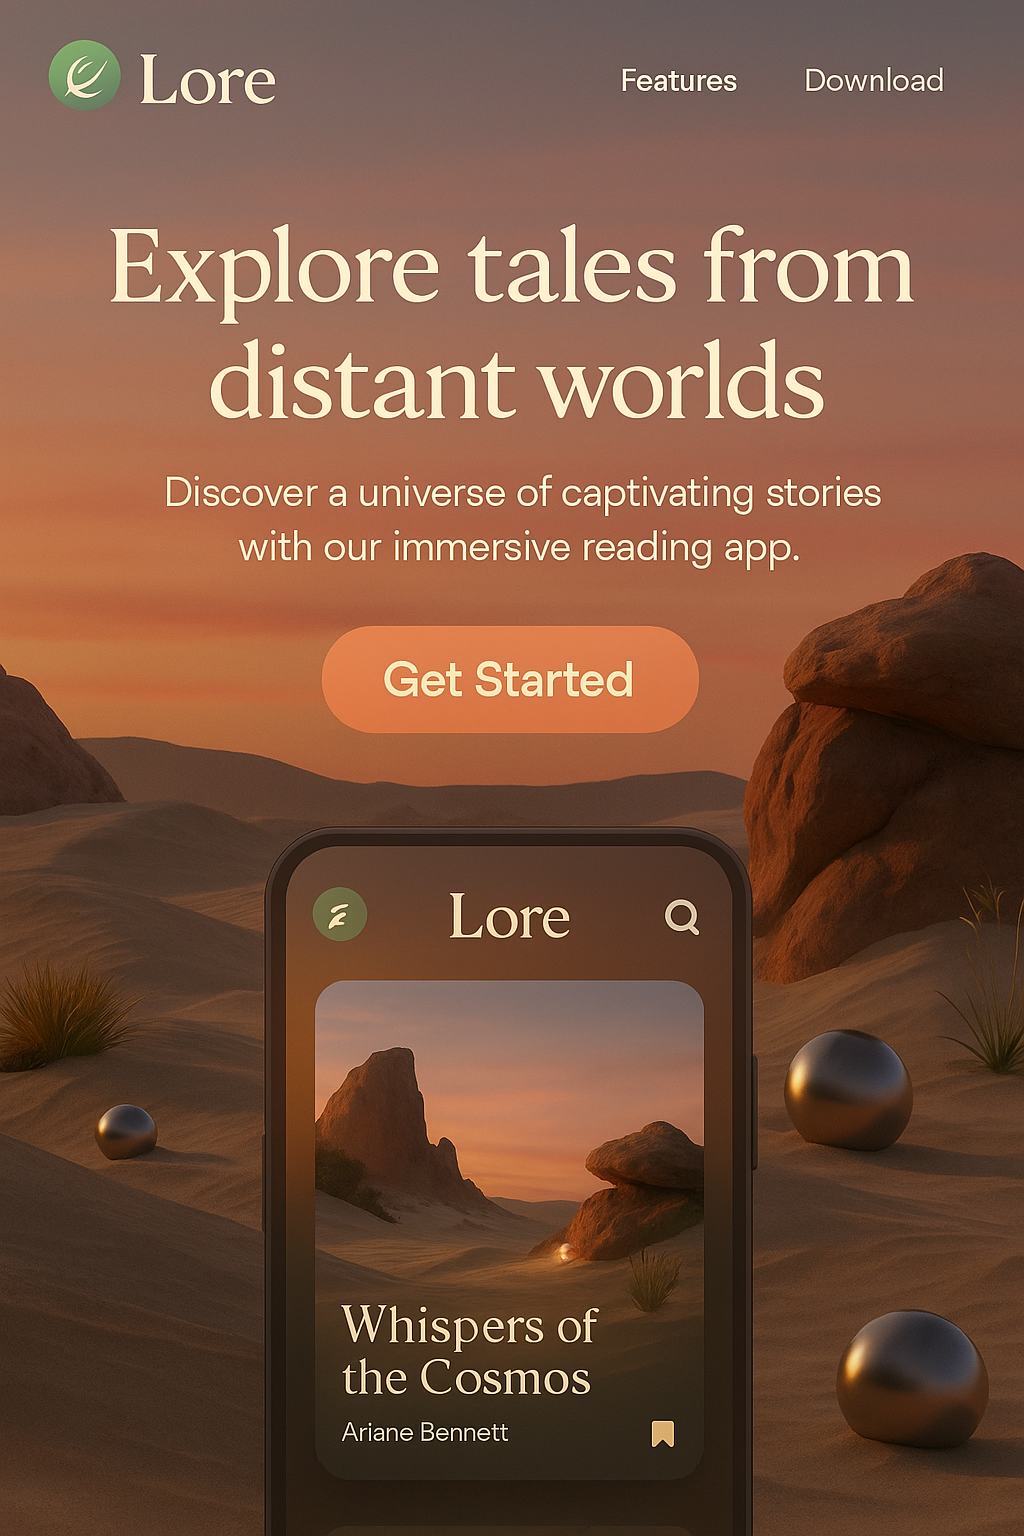 Lore
Features
Download
Explore tales from
distant worlds
Discover a universe of captivating stories
with our immersive reading app.
Get Started
Lore
Whispers of
the Cosmos
Ariane Bennett